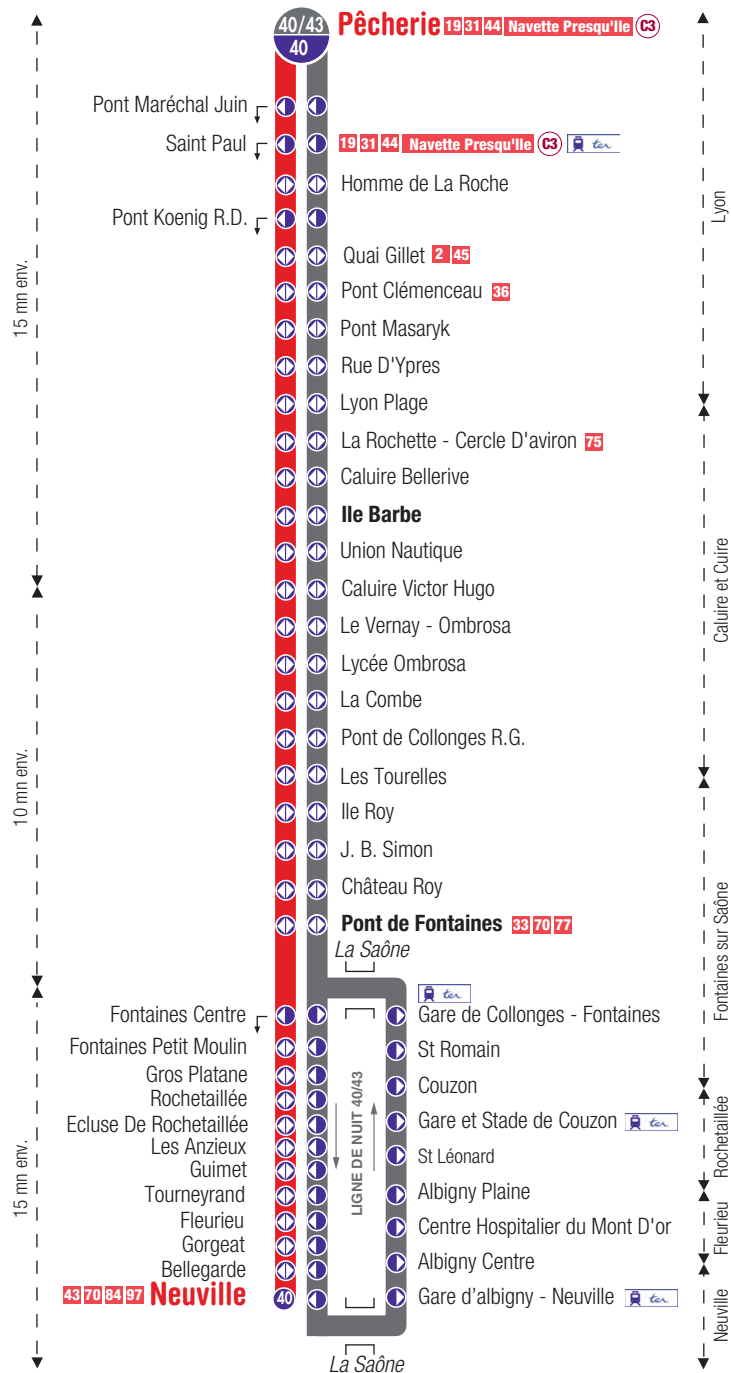 40/43
40
Pêcherie 19 31 44 Navette Presqu'Ile C3
Pont Maréchal Juin
Saint Paul 19 31 44 Navette Presqu'Ile C3 ter
Homme de La Roche
Pont Koenig R.D.
Quai Gillet 2 45
Pont Clémenceau 36
Pont Masaryk
Rue D'Ypres
Lyon Plage
La Rochette - Cercle D'aviron 75
Caluire Bellerive
Ile Barbe
Union Nautique
Caluire Victor Hugo
Le Vernay - Ombrosa
Lycée Ombrosa
La Combe
Pont de Collonges R.G.
Les Tourelles
Ile Roy
J. B. Simon
Château Roy
Pont de Fontaines 33 70 77
La Saône
Fontaines Centre
Fontaines Petit Moulin
Gros Platane
Rochetaillée
Ecluse De Rochetaillée
Les Anzieux
Guimet
Tourneyrand
Fleurieu
Gorgeat
Bellegarde
43 70 84 97 Neuville
40
LIGNE DE NUIT 40/43
ter
Gare de Collonges - Fontaines
St Romain
Couzon
Gare et Stade de Couzon ter
St Léonard
Albigny Plaine
Centre Hospitalier du Mont D'or
Albigny Centre
Gare d'albigny - Neuville ter
La Saône
15 mn env.
10 mn env.
15 mn env.
Lyon
Caluire et Cuire
Fontaines sur Saône
Rochetaillée
Fleurieu
Neuville